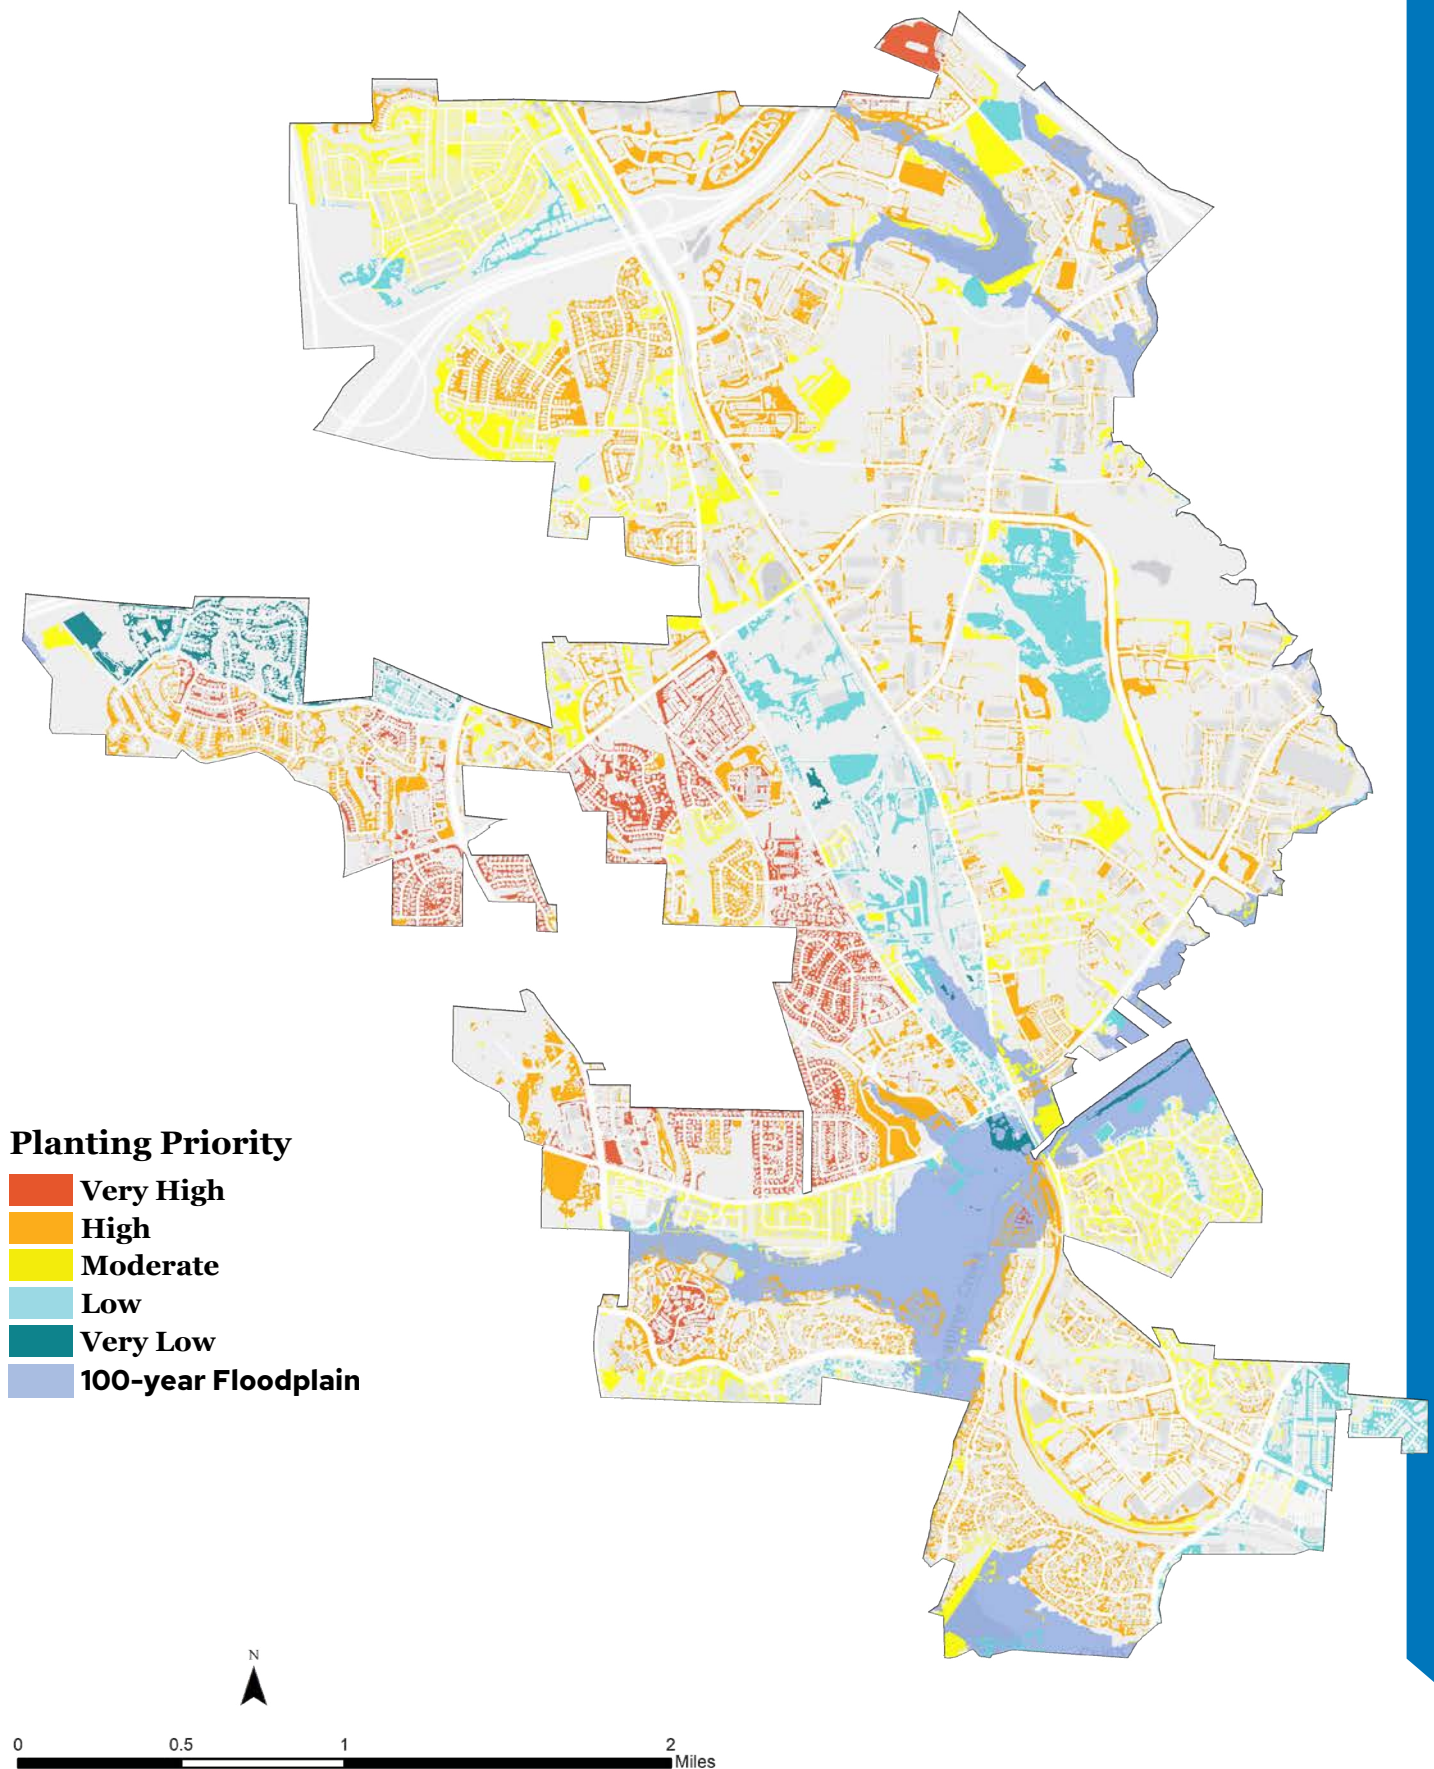 Planting Priority
Very High
High
Moderate
Low
Very Low
100-year Floodplain
N
0 0.5 1 2
Miles